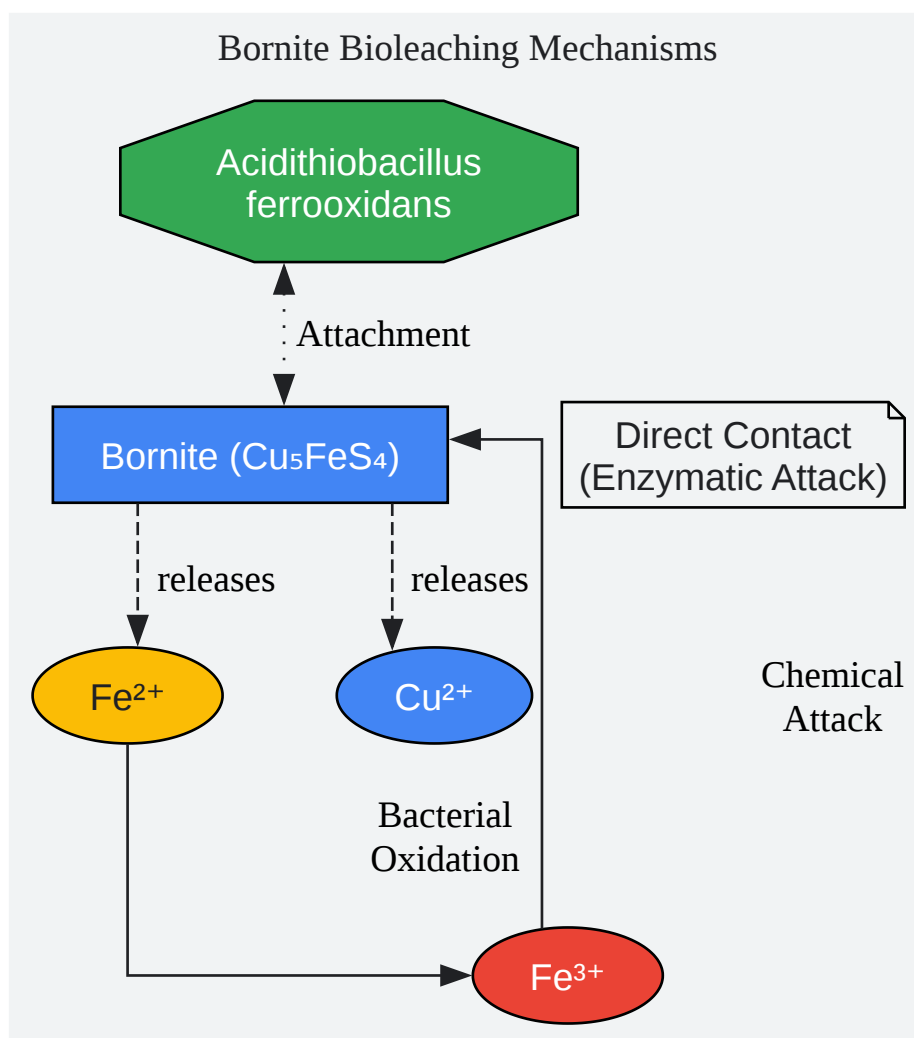 Bornite Bioleaching Mechanisms
Acidithiobacillus
ferrooxidans
Attachment
Bornite (Cu₅FeS₄)
Direct Contact
(Enzymatic Attack)
releases
releases
Fe²⁺
Cu²⁺
Chemical
Attack
Bacterial
Oxidation
Fe³⁺